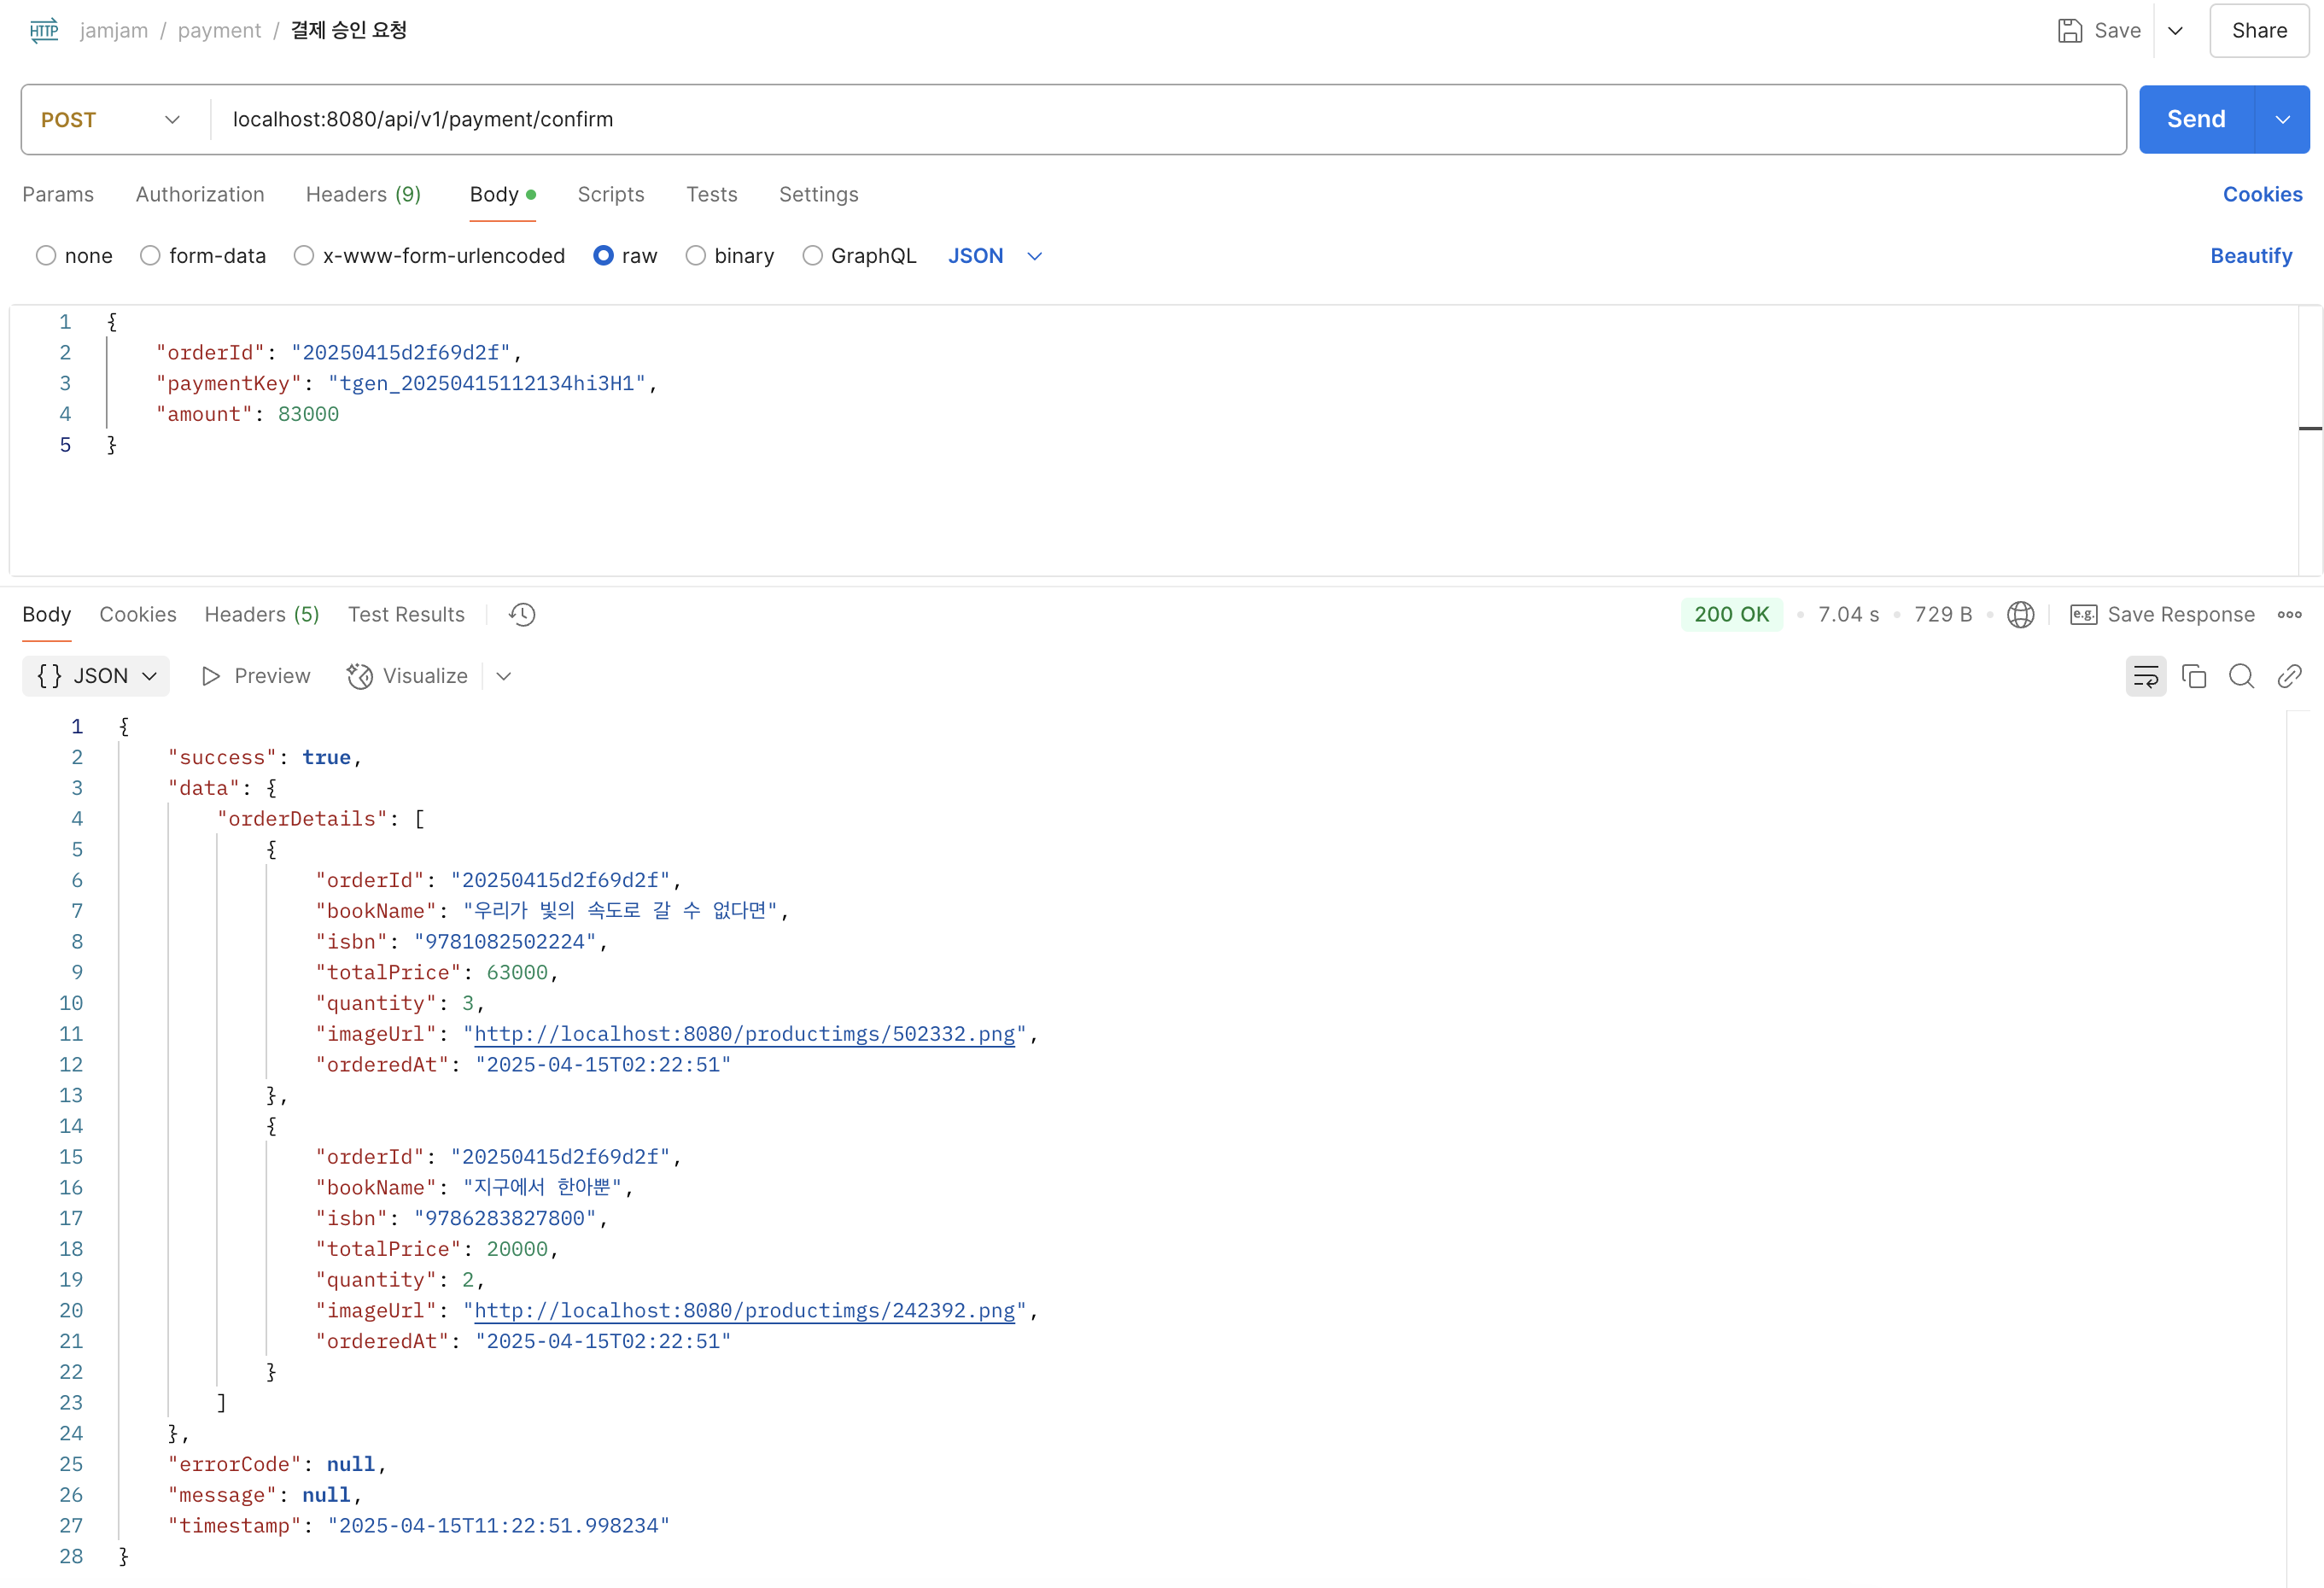 HTTP jamjam / payment / 결제 승인 요청 Save Share
POST localhost:8080/api/v1/payment/confirm Send
Params Authorization Headers (9) Body Scripts Tests Settings Cookies
none form-data x-www-form-urlencoded raw binary GraphQL JSON Beautify
1 {
2 "orderId": "20250415d2f69d2f",
3 "paymentKey": "tgen_20250415112134hi3H1",
4 "amount": 83000
5 }
Body Cookies Headers (5) Test Results 200 OK 7.04 s 729 B e.g. Save Response
{} JSON Preview Visualize
1 {
2 "success": true,
3 "data": {
4 "orderDetails": [
5 {
6 "orderId": "20250415d2f69d2f",
7 "bookName": "우리가 빛의 속도로 갈 수 없다면",
8 "isbn": "9781082502224",
9 "totalPrice": 63000,
10 "quantity": 3,
11 "imageUrl": "http://localhost:8080/productimgs/502332.png",
12 "orderedAt": "2025-04-15T02:22:51"
13 },
14 {
15 "orderId": "20250415d2f69d2f",
16 "bookName": "지구에서 한아뿐",
17 "isbn": "9786283827800",
18 "totalPrice": 20000,
19 "quantity": 2,
20 "imageUrl": "http://localhost:8080/productimgs/242392.png",
21 "orderedAt": "2025-04-15T02:22:51"
22 }
23 ]
24 },
25 "errorCode": null,
26 "message": null,
27 "timestamp": "2025-04-15T11:22:51.998234"
28 }